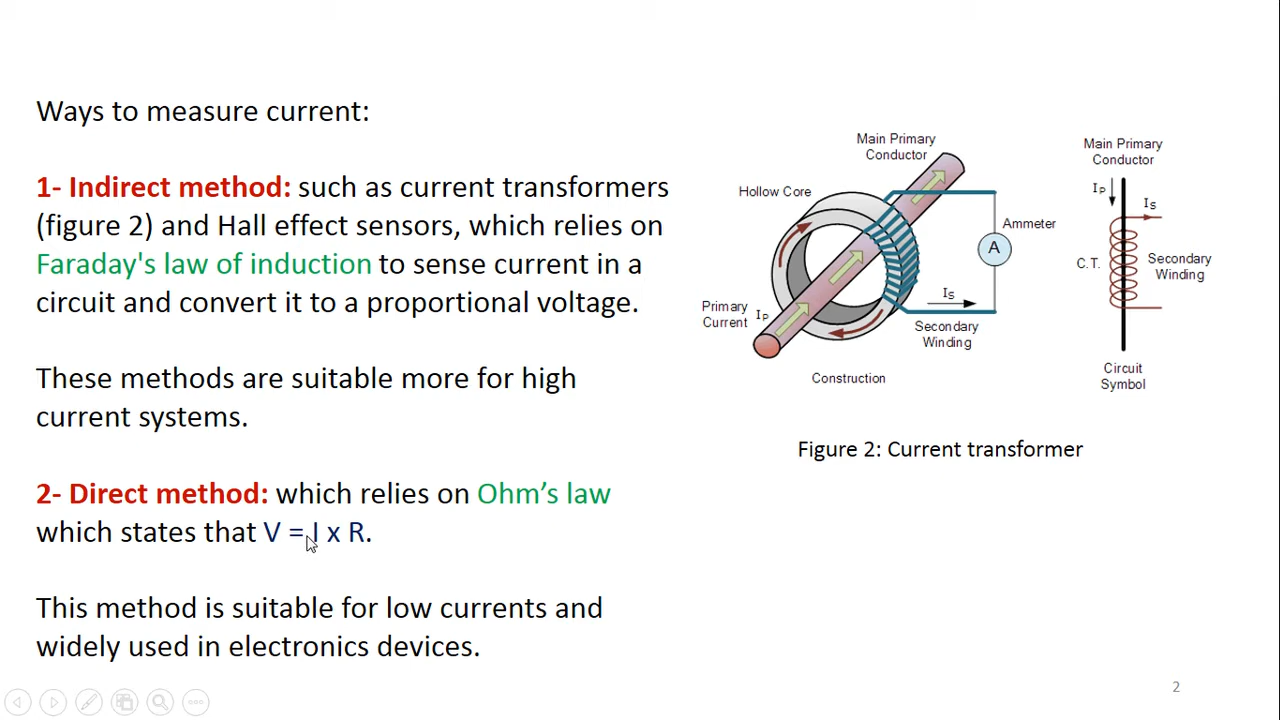 Ways to measure current:
1- Indirect method: such as current transformers
(figure 2) and Hall effect sensors, which relies on
Faraday's law of induction to sense current in a
circuit and convert it to a proportional voltage.
These methods are suitable more for high
current systems.
2- Direct method: which relies on Ohm’s law
which states that V = I x R.
This method is suitable for low currents and
widely used in electronics devices.
Main Primary
Conductor
Hollow Core
Ammeter
A
Primary
Current
IP
IS
Secondary
Winding
Construction
Main Primary
Conductor
IP
IS
C.T.
Secondary
Winding
Circuit
Symbol
Figure 2: Current transformer
2